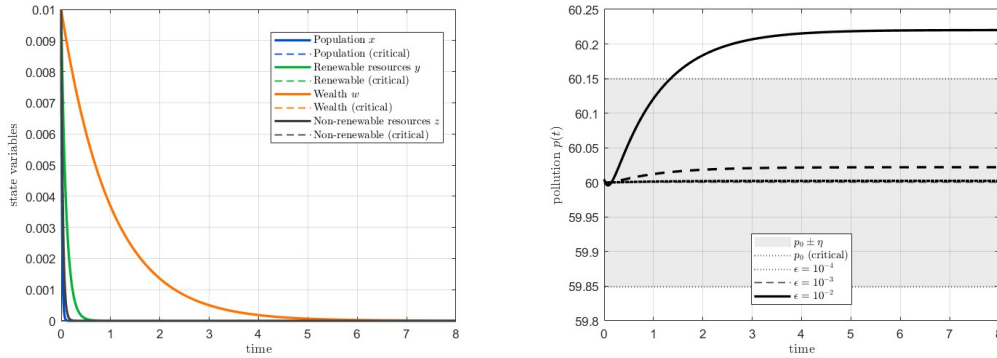 0.01
0.009
0.008
0.007
0.006
0.005
0.004
0.003
0.002
0.001
0
0 1 2 3 4 5 6 7 8
time
state variables
Population x
Population (critical)
Renewable resources y
Renewable (critical)
Wealth w
Wealth (critical)
Non-renewable resources z
Non-renewable (critical)
60.25
60.2
60.15
60.1
60.05
60
59.95
59.9
59.85
59.8
0 1 2 3 4 5 6 7 8
time
pollution p(t)
p₀ ± η
p₀ (critical)
ϵ = 10⁻⁴
ϵ = 10⁻³
ϵ = 10⁻²